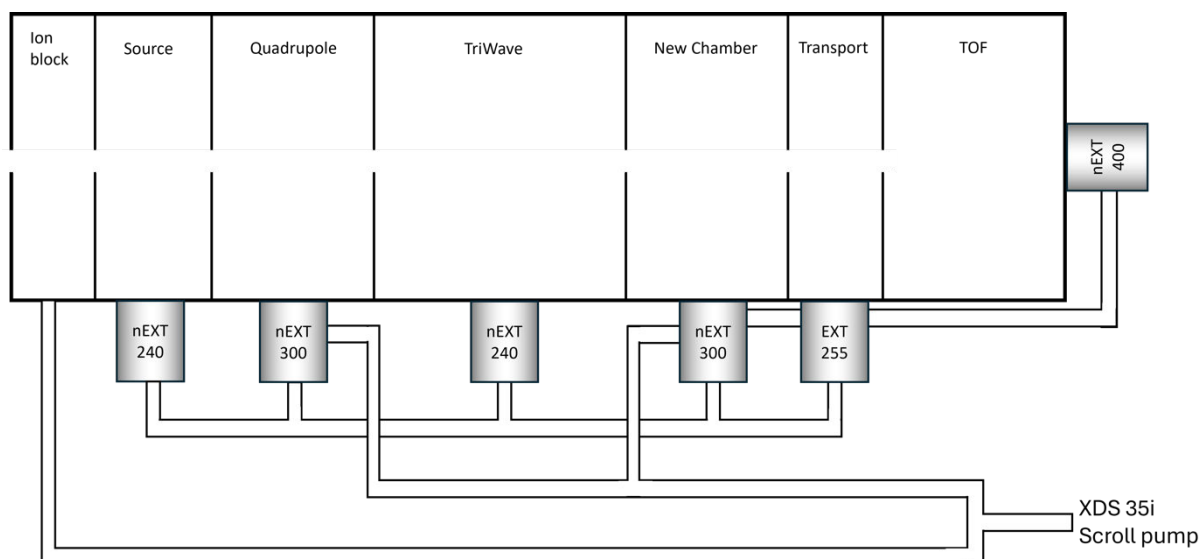 Ion
block
Source
Quadrupole
TriWave
New Chamber
Transport
TOF
nEXT
400
nEXT
240
nEXT
300
nEXT
240
nEXT
300
EXT
255
XDS 35i
Scroll pump